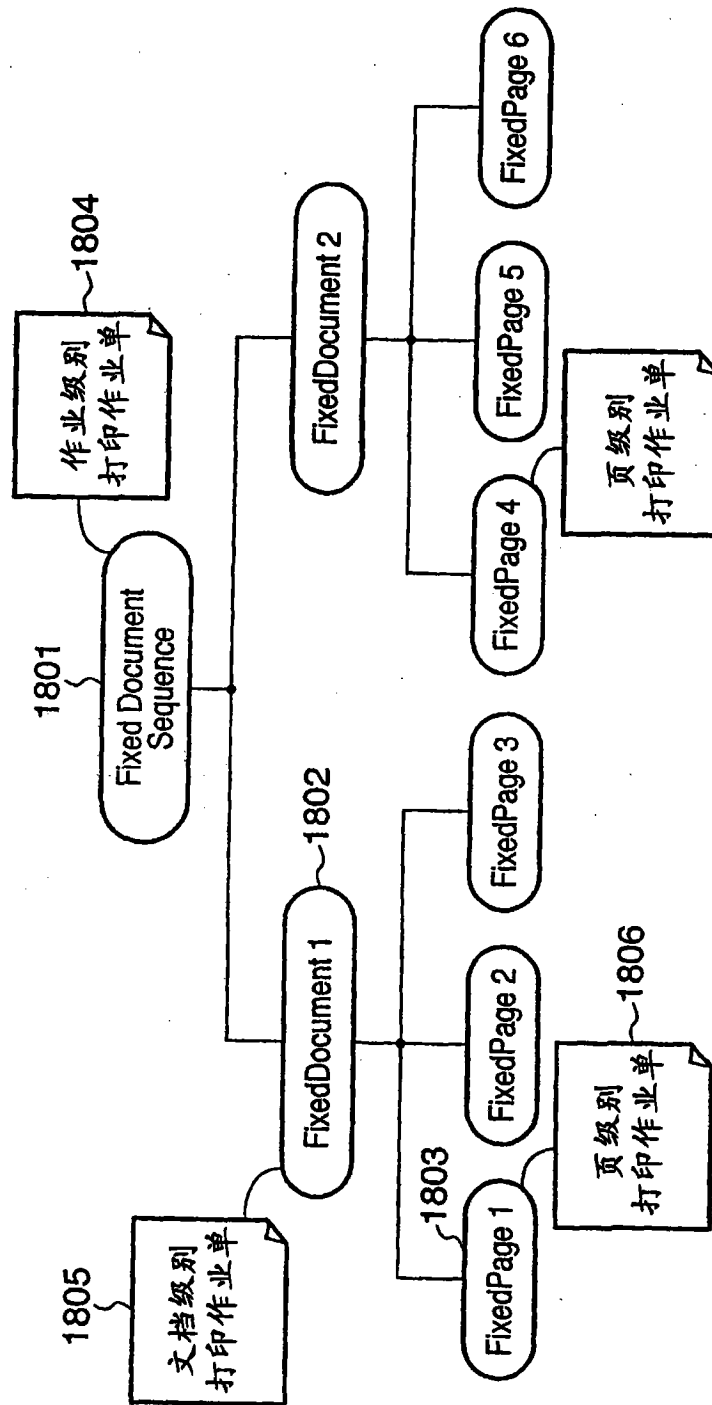 1801
Fixed Document
Sequence
1804
作业级别
打印作业单
1805
文档级别
打印作业单
1802
FixedDocument 1
FixedDocument 2
1803
FixedPage 1
FixedPage 2
FixedPage 3
FixedPage 4
FixedPage 5
FixedPage 6
1806
页级别
打印作业单
页级别
打印作业单